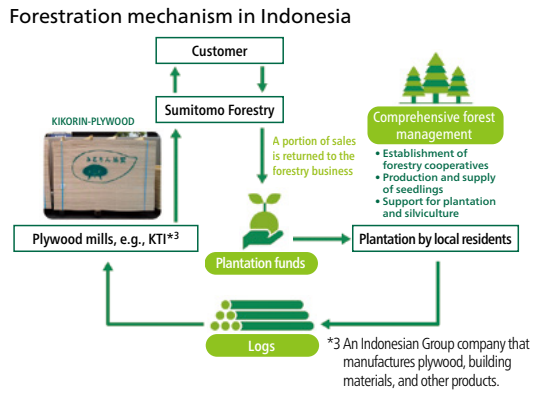 Forestration mechanism in Indonesia
Customer
Sumitomo Forestry
KIKORIN-PLYWOOD
A portion of sales
is returned to the
forestry business
Comprehensive forest
management
• Establishment of
forestry cooperatives
• Production and supply
of seedlings
• Support for plantation
and silviculture
Plywood mills, e.g., KTI*3
Plantation funds
Plantation by local residents
Logs
*3 An Indonesian Group company that
manufactures plywood, building
materials, and other products.